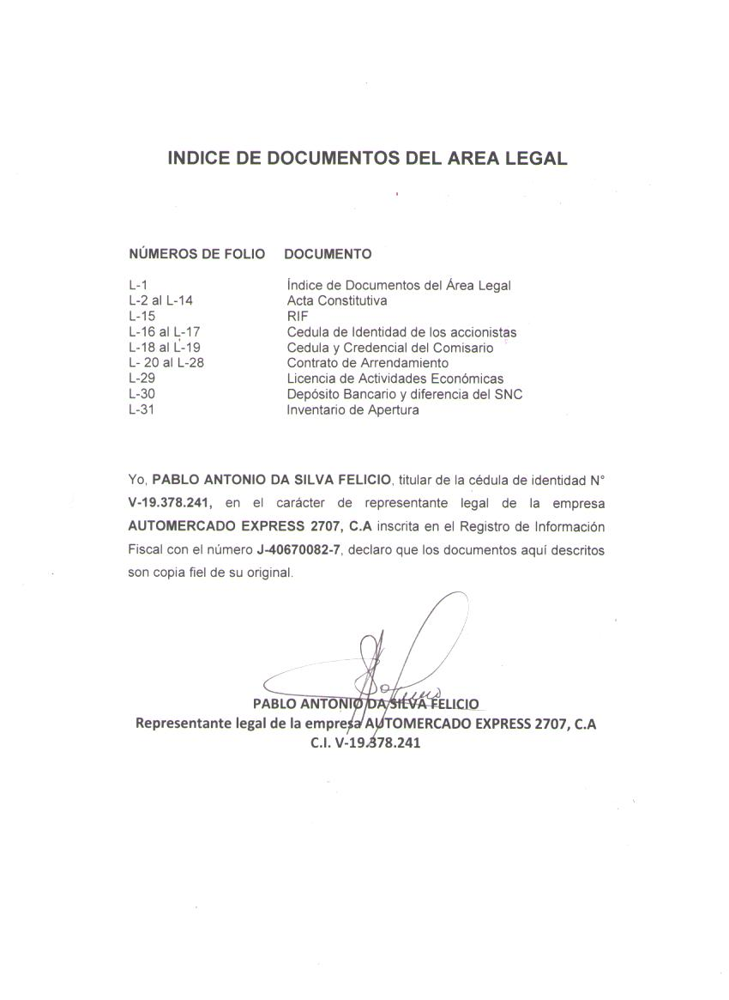 INDICE DE DOCUMENTOS DEL AREA LEGAL
NÚMEROS DE FOLIO DOCUMENTO
L-1 Índice de Documentos del Área Legal
L-2 al L-14 Acta Constitutiva
L-15 RIF
L-16 al L-17 Cedula de Identidad de los accionistas
L-18 al L-19 Cedula y Credencial del Comisario
L- 20 al L-28 Contrato de Arrendamiento
L-29 Licencia de Actividades Económicas
L-30 Depósito Bancario y diferencia del SNC
L-31 Inventario de Apertura
Yo, PABLO ANTONIO DA SILVA FELICIO, titular de la cédula de identidad N°
V-19.378.241, en el carácter de representante legal de la empresa
AUTOMERCADO EXPRESS 2707, C.A inscrita en el Registro de Información
Fiscal con el número J-40670082-7, declaro que los documentos aquí descritos
son copia fiel de su original.
PABLO ANTONIO DA SILVA FELICIO
Representante legal de la empresa AUTOMERCADO EXPRESS 2707, C.A
C.I. V-19.378.241